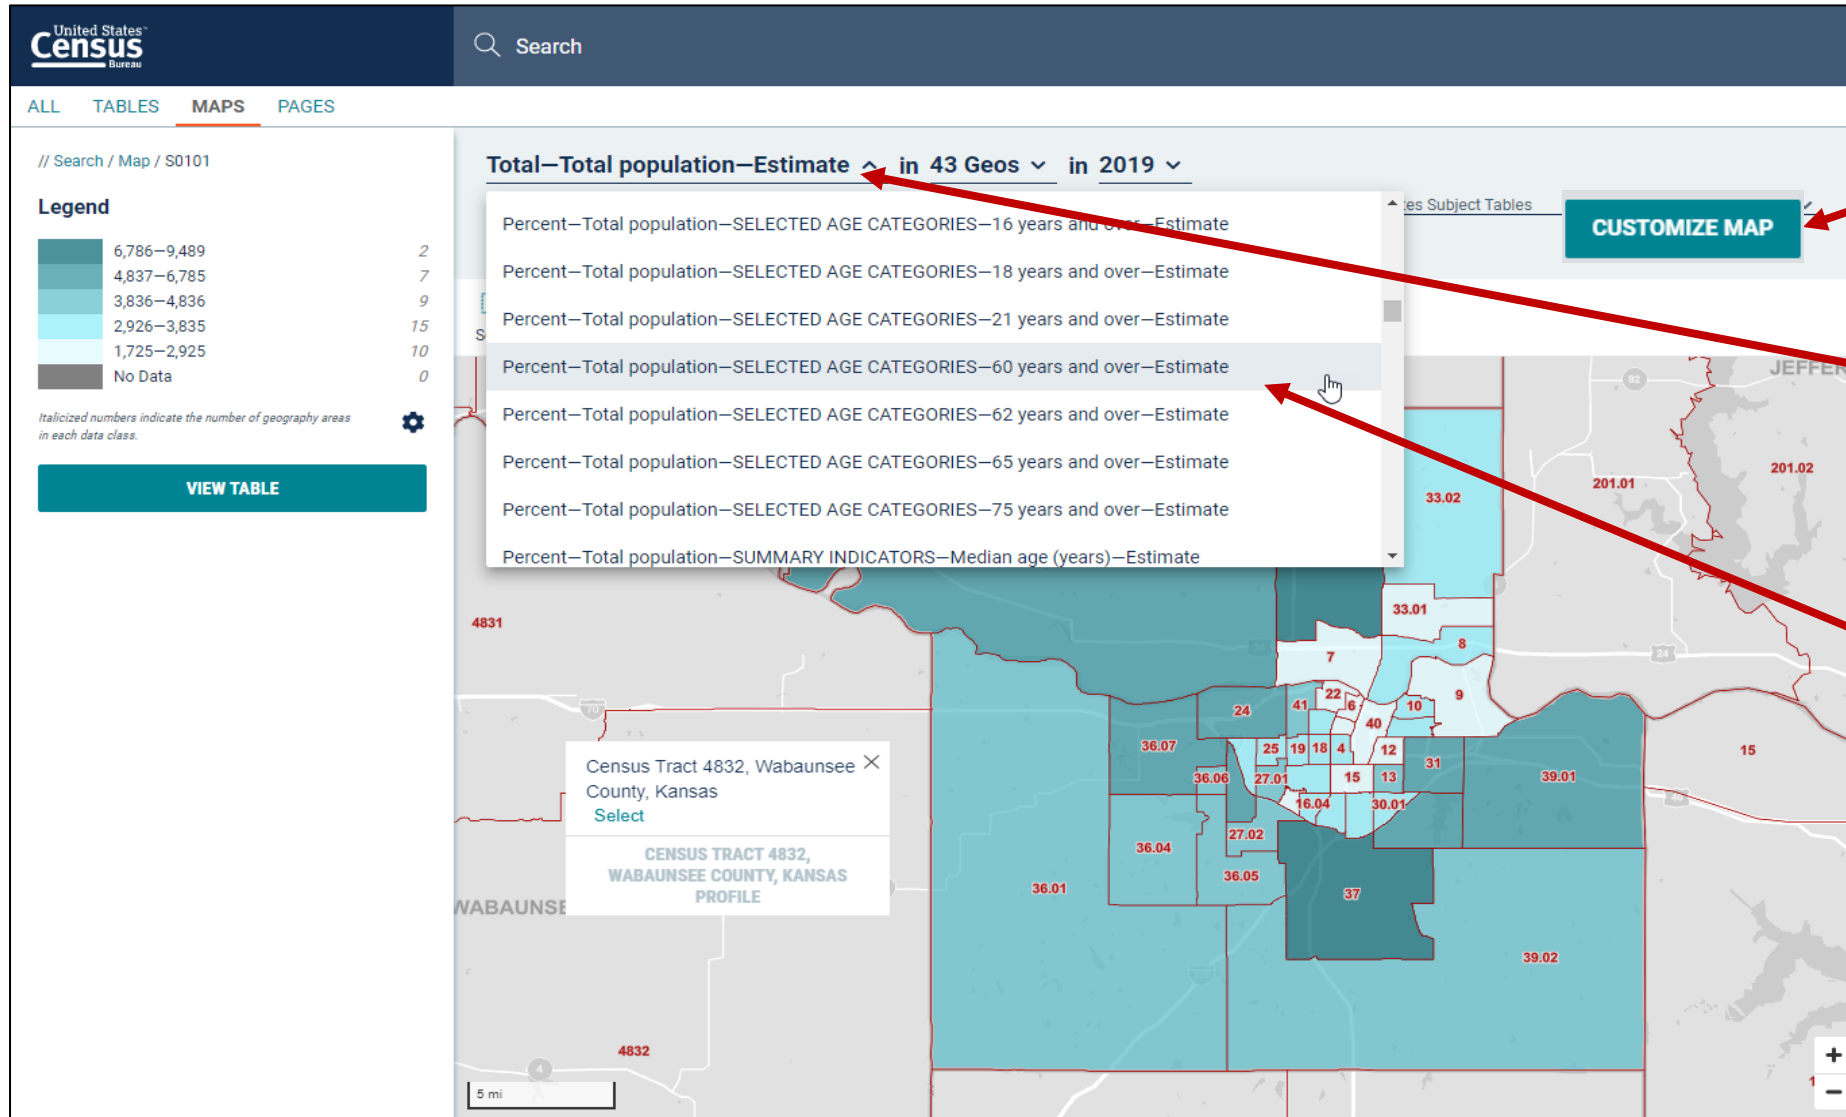 United States™
Census
Bureau
Search
ALL TABLES MAPS PAGES
// Search / Map / S0101
Legend
6,786—9,489 2
4,837—6,785 7
3,836—4,836 9
2,926—3,835 15
1,725—2,925 10
No Data 0
Italicized numbers indicate the number of geography areas
in each data class.
VIEW TABLE
Total—Total population—Estimate in 43 Geos in 2019
Subject Tables
CUSTOMIZE MAP
Percent—Total population—SELECTED AGE CATEGORIES—16 years and over—Estimate
Percent—Total population—SELECTED AGE CATEGORIES—18 years and over—Estimate
Percent—Total population—SELECTED AGE CATEGORIES—21 years and over—Estimate
Percent—Total population—SELECTED AGE CATEGORIES—60 years and over—Estimate
Percent—Total population—SELECTED AGE CATEGORIES—62 years and over—Estimate
Percent—Total population—SELECTED AGE CATEGORIES—65 years and over—Estimate
Percent—Total population—SELECTED AGE CATEGORIES—75 years and over—Estimate
Percent—Total population—SUMMARY INDICATORS—Median age (years)—Estimate
92
JEFFER
201.02
201.01
33.02
33.01
4831
8
24
24
7
22
9
41
6
10
24
40
70
36.07
25 19 18 4 12
31
15
36.06
27.01
15
13
39.01
16.04
30.01
27.02
36.04
36.05
36.01
37
39.02
Census Tract 4832, Wabaunsee
County, Kansas
Select
CENSUS TRACT 4832,
WABAUNSEE COUNTY, KANSAS
PROFILE
WABAUNSE
4832
4
5 mi
+
−